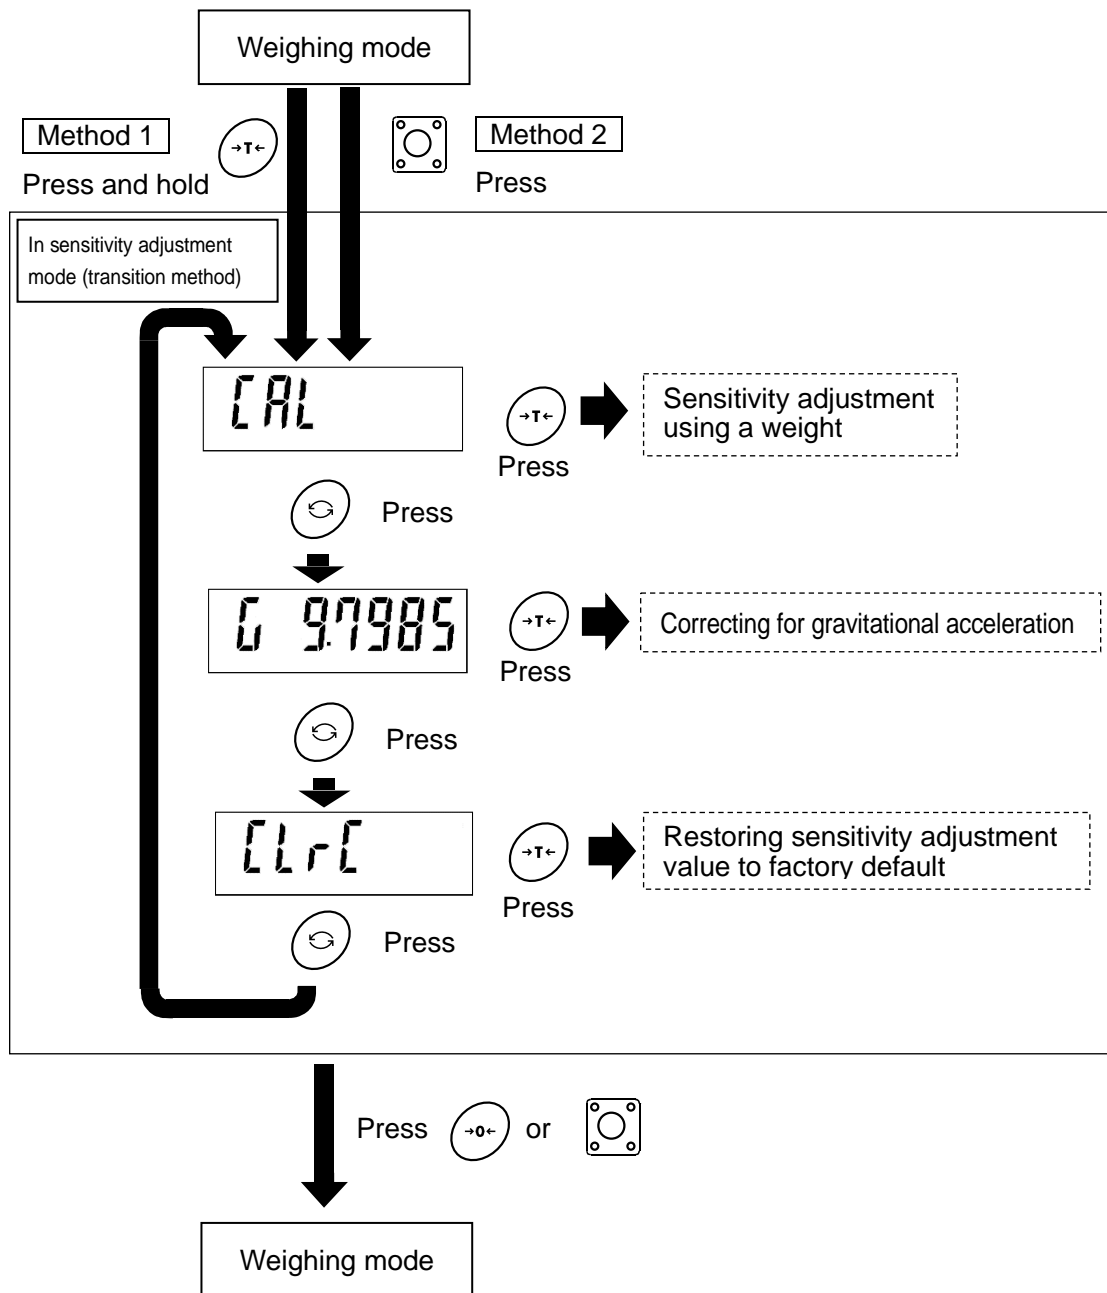 Weighing mode
Method 1
→T←
Method 2
Press and hold
Press
In sensitivity adjustment
mode (transition method)
CAL
→T←
Press
Sensitivity adjustment
using a weight
Press
G 9.7985
→T←
Press
Correcting for gravitational acceleration
Press
CLrC
→T←
Press
Restoring sensitivity adjustment
value to factory default
Press
Press →0← or
Weighing mode